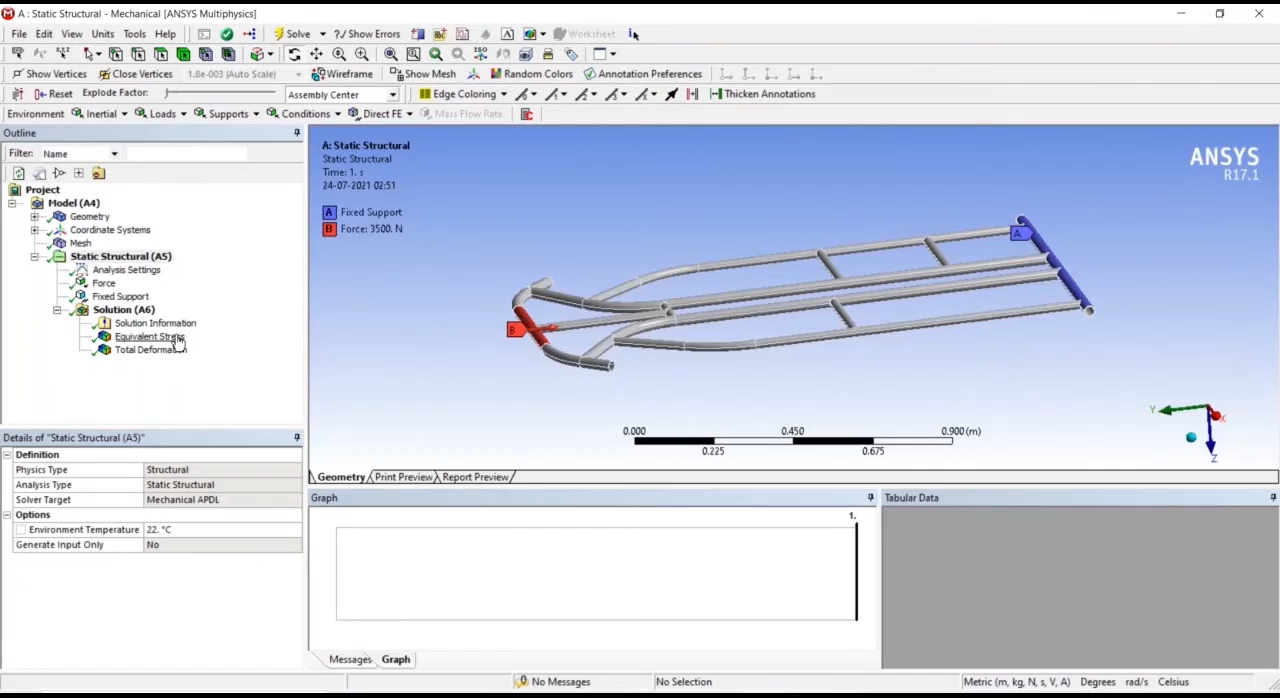 A : Static Structural - Mechanical [ANSYS Multiphysics]
File Edit View Units Tools Help Solve ?/ Show Errors A Worksheet
ISO
Show Vertices Close Vertices 1.8e-003 (Auto Scale) Wireframe Show Mesh Random Colors Annotation Preferences
Reset Explode Factor: Assembly Center Edge Coloring Thicken Annotations
Environment Inertial Loads Supports Conditions Direct FE Mass Flow Rate
Outline
Filter: Name
Project
Model (A4)
Geometry
Coordinate Systems
Mesh
Static Structural (A5)
Analysis Settings
Force
Fixed Support
Solution (A6)
Solution Information
Equivalent Stress
Total Deformation
A: Static Structural
Static Structural
Time: 1. s
24-07-2021 02:51
A Fixed Support
B Force: 3500. N
ANSYS
R17.1
A
B
0.000 0.450 0.900 (m)
0.225 0.675
Y
X
Z
Geometry Print Preview Report Preview
Details of "Static Structural (A5)"
Definition
Physics Type Structural
Analysis Type Static Structural
Solver Target Mechanical APDL
Options
Environment Temperature 22. °C
Generate Input Only No
Graph
1.
Messages Graph
Tabular Data
No Messages No Selection Metric (m, kg, N, s, V, A) Degrees rad/s Celsius